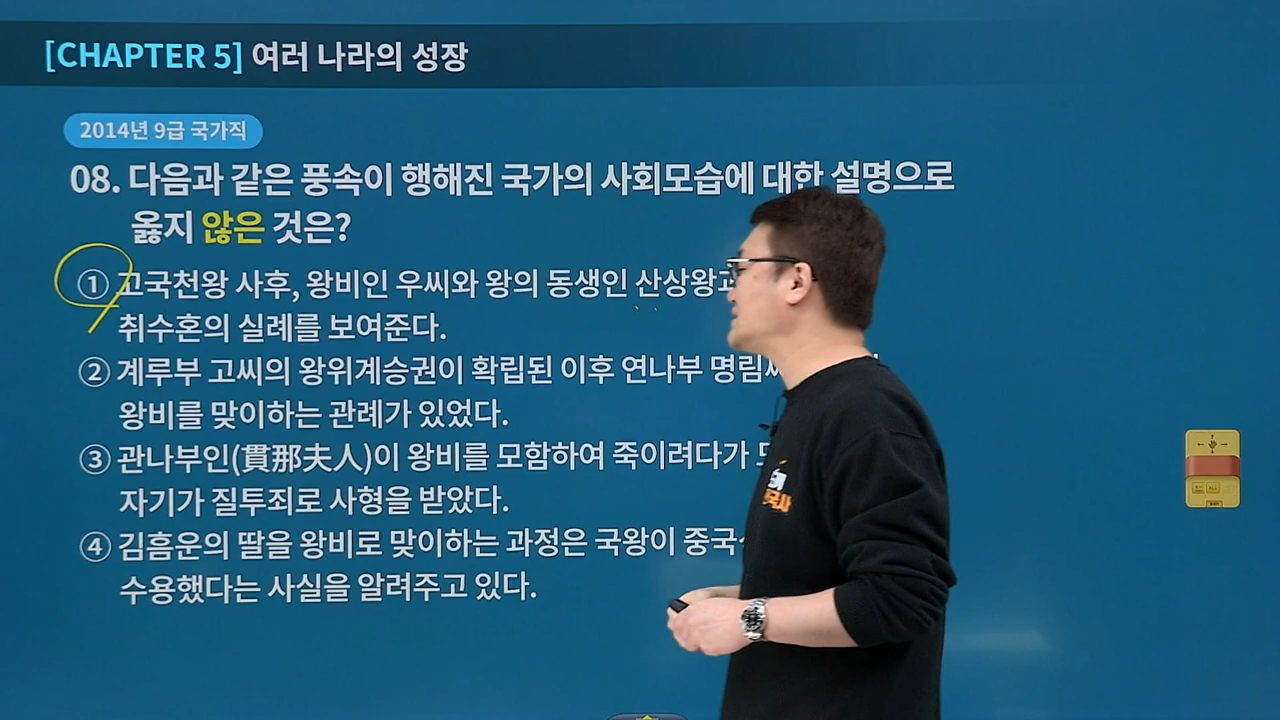 [CHAPTER 5] 여러 나라의 성장
2014년 9급 국가직
08. 다음과 같은 풍속이 행해진 국가의 사회모습에 대한 설명으로
옳지 않은 것은?
① 고국천왕 사후, 왕비인 우씨와 왕의 동생인 산상왕과
취수혼의 실례를 보여준다.
② 계루부 고씨의 왕위계승권이 확립된 이후 연나부 명림씨
왕비를 맞이하는 관례가 있었다.
③ 관나부인(貫那夫人)이 왕비를 모함하여 죽이려다가
자기가 질투죄로 사형을 받았다.
④ 김흠운의 딸을 왕비로 맞이하는 과정은 국왕이
수용했다는 사실을 알려주고 있다.